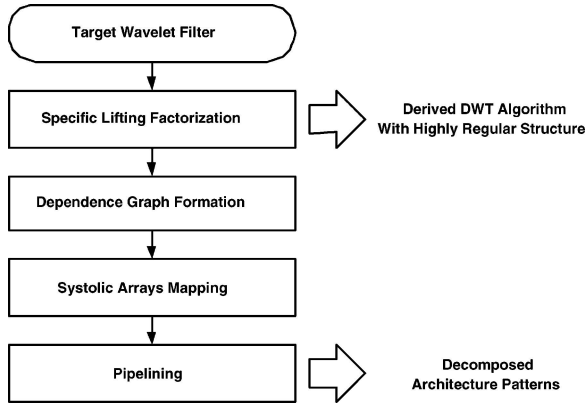 Target Wavelet Filter
Specific Lifting Factorization
Derived DWT Algorithm
With Highly Regular Structure
Dependence Graph Formation
Systolic Arrays Mapping
Pipelining
Decomposed
Architecture Patterns